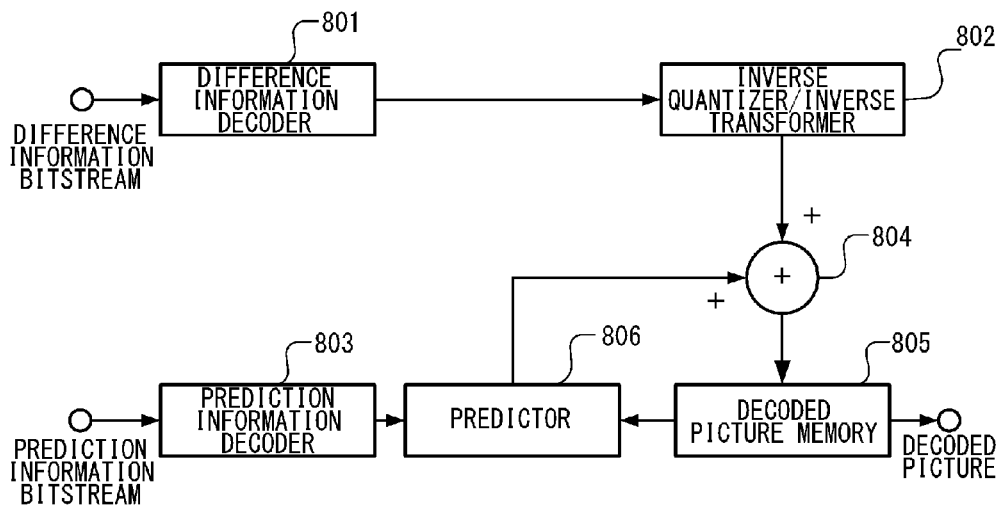 801
DIFFERENCE
INFORMATION
DECODER
802
INVERSE
QUANTIZER/INVERSE
TRANSFORMER
DIFFERENCE
INFORMATION
BITSTREAM
+
804
+
+
803
PREDICTION
INFORMATION
DECODER
806
PREDICTOR
805
DECODED
PICTURE MEMORY
PREDICTION
INFORMATION
BITSTREAM
DECODED
PICTURE